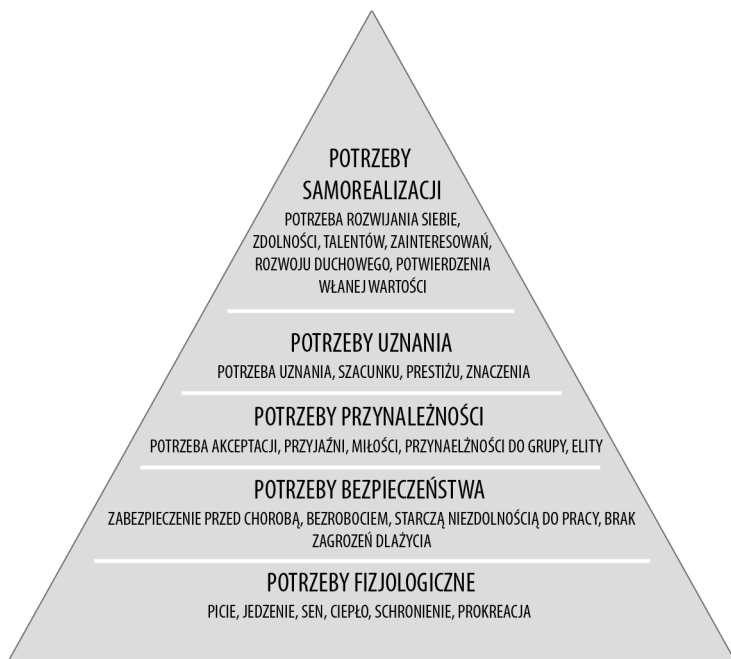 POTRZEBY
SAMOREALIZACJI
POTRZEBA ROZWIJANIA SIEBIE,
ZDOLNOŚCI, TALENTÓW, ZAINTERESOWAŃ,
ROZWOJU DUCHOWEGO, POTWIERDZENIA
WŁANEJ WARTOŚCI
POTRZEBY UZNANIA
POTRZEBA UZNANIA, SZACUNKU, PRESTIŻU, ZNACZENIA
POTRZEBY PRZYNALEŻNOŚCI
POTRZEBA AKCEPTACJI, PRZYJAŹNI, MIŁOŚCI, PRZYNAELŻNOŚCI DO GRUPY, ELITY
POTRZEBY BEZPIECZEŃSTWA
ZABEZPIECZENIE PRZED CHOROBĄ, BEZROBOCIEM, STARCZĄ NIEZDOLNOŚCIĄ DO PRACY, BRAK
ZAGROZEŃ DLAŻYCIA
POTRZEBY FIZJOLOGICZNE
PICIE, JEDZENIE, SEN, CIEPŁO, SCHRONIENIE, PROKREACJA